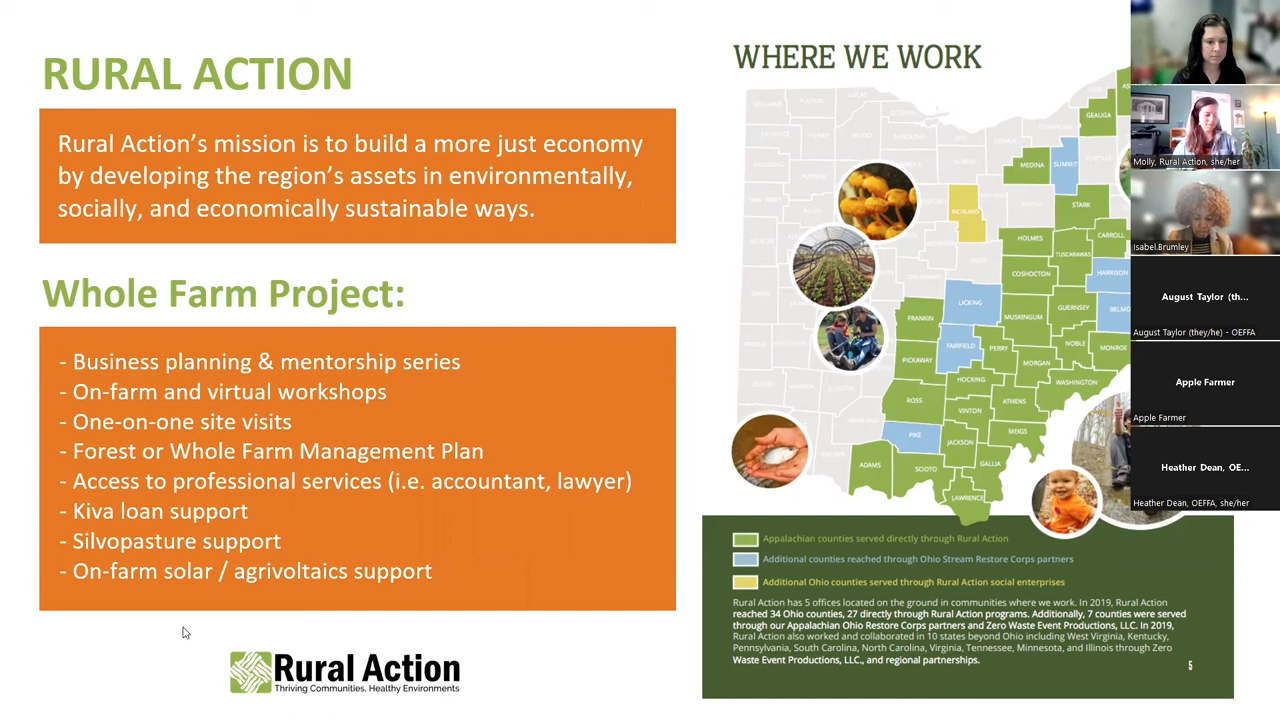 RURAL ACTION
Rural Action's mission is to build a more just economy
by developing the region's assets in environmentally,
socially, and economically sustainable ways.
Whole Farm Project:
- Business planning & mentorship series
- On-farm and virtual workshops
- One-on-one site visits
- Forest or Whole Farm Management Plan
- Access to professional services (i.e. accountant, lawyer)
- Kiva loan support
- Silvopasture support
- On-farm solar / agrivoltaics support
Rural Action
Thriving Communities, Healthy Environments
WHERE WE WORK
GEAUGA
MEDINA
SUMMIT
RICHLAND
STARK
HOLMES
CARROLL
TUSCARAWAS
COSHOCTON
HARRISON
LICKING
GUERNSEY
FRANKIN
MUSKINGUM
BELMO
FAIRFIELD
PERRY
NOBLE
MONROE
PICKAWAY
MORGAN
HOCKING
WASHINGTON
ROSS
ATHENS
VINTON
PIKE
MEIGS
JACKSON
ADAMS
SCIOTO
GALLIA
LAWRENCE
Appalachian counties served directly through Rural Action
Additional counties reached through Ohio Stream Restore Corps partners
Additional Ohio counties served through Rural Action social enterprises
Rural Action has 5 offices located on the ground in communities where we work. In 2019, Rural Action
reached 34 Ohio counties, 27 directly through Rural Action programs. Additionally, 7 counties were served
through our Appalachian Ohio Restore Corps partners and Zero Waste Event Productions, LLC. In 2019,
Rural Action also worked and collaborated in 10 states beyond Ohio including West Virginia, Kentucky,
Pennsylvania, South Carolina, North Carolina, Virginia, Tennessee, Minnesota, and Illinois through Zero
Waste Event Productions, LLC., and regional partnerships.
5
Molly, Rural Action, she/her
Isabel.Brumley
August Taylor (th...
August Taylor (they/he) - OEFFA
Apple Farmer
Apple Farmer
Heather Dean, OE...
Heather Dean, OEFFA, she/her